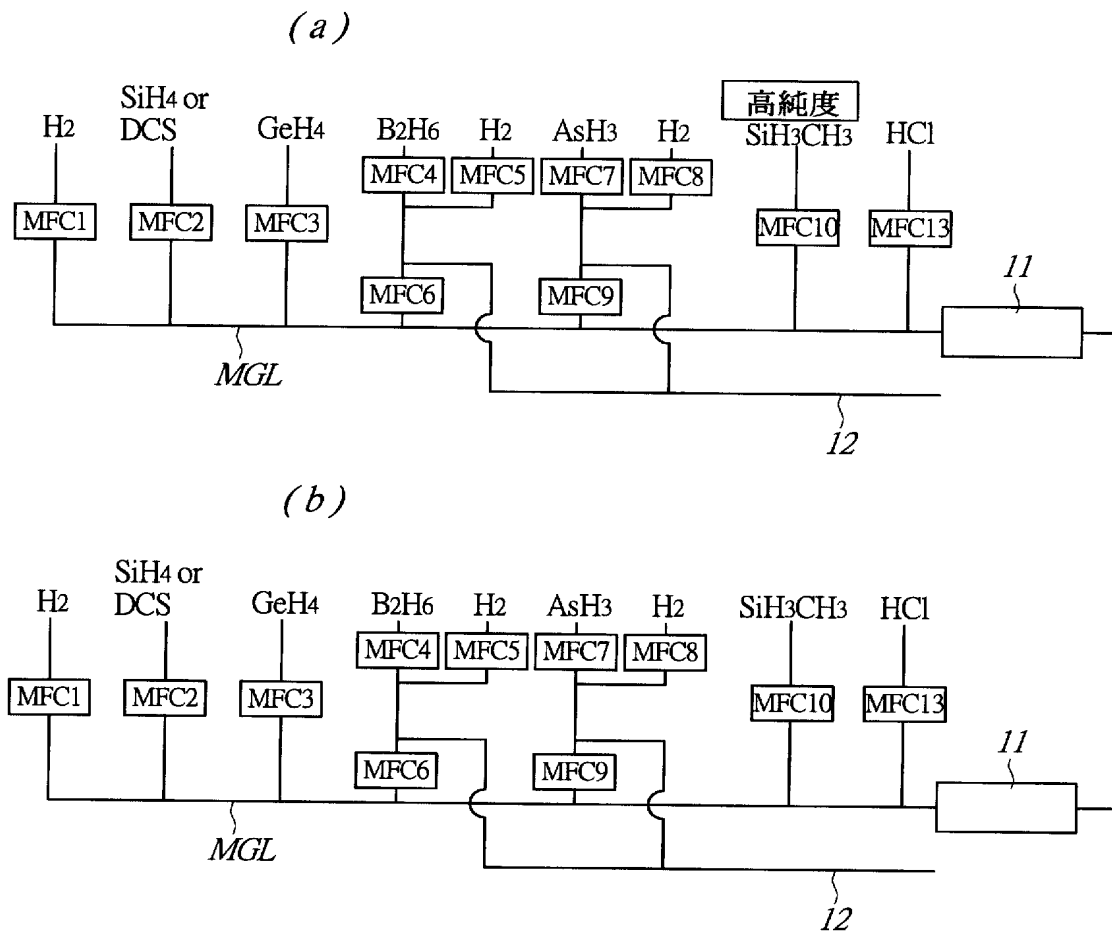 (a)
高純度
SiH4 or
DCS
H2 GeH4 B2H6 H2 AsH3 H2 SiH3CH3 HCl
MFC4 MFC5 MFC7 MFC8
MFC1 MFC2 MFC3 MFC10 MFC13
MFC6 MFC9
11
MGL
12
(b)
SiH4 or
DCS
H2 GeH4 B2H6 H2 AsH3 H2 SiH3CH3 HCl
MFC4 MFC5 MFC7 MFC8
MFC1 MFC2 MFC3 MFC10 MFC13
MFC6 MFC9
11
MGL
12